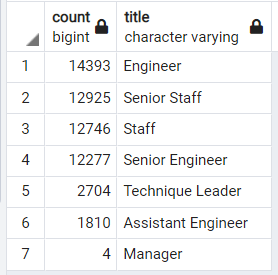 count title
bigint character varying
1 14393 Engineer
2 12925 Senior Staff
3 12746 Staff
4 12277 Senior Engineer
5 2704 Technique Leader
6 1810 Assistant Engineer
7 4 Manager